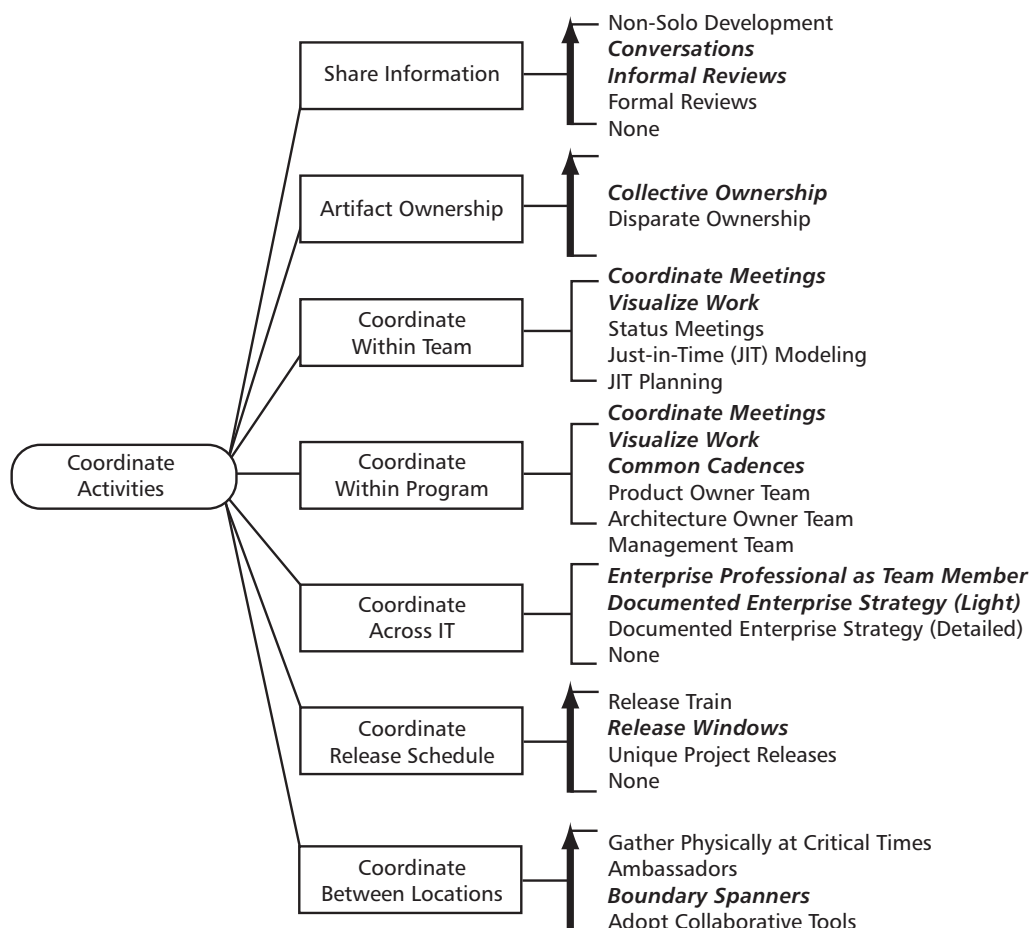 Non-Solo Development
Conversations
Share Information
Informal Reviews
Formal Reviews
None
Artifact Ownership
Collective Ownership
Disparate Ownership
Coordinate
Within Team
Coordinate Meetings
Visualize Work
Status Meetings
Just-in-Time (JIT) Modeling
JIT Planning
Coordinate
Activities
Coordinate
Within Program
Coordinate Meetings
Visualize Work
Common Cadences
Product Owner Team
Architecture Owner Team
Management Team
Coordinate
Across IT
Enterprise Professional as Team Member
Documented Enterprise Strategy (Light)
Documented Enterprise Strategy (Detailed)
None
Coordinate
Release Schedule
Release Train
Release Windows
Unique Project Releases
None
Coordinate
Between Locations
Gather Physically at Critical Times
Ambassadors
Boundary Spanners
Adopt Collaborative Tools